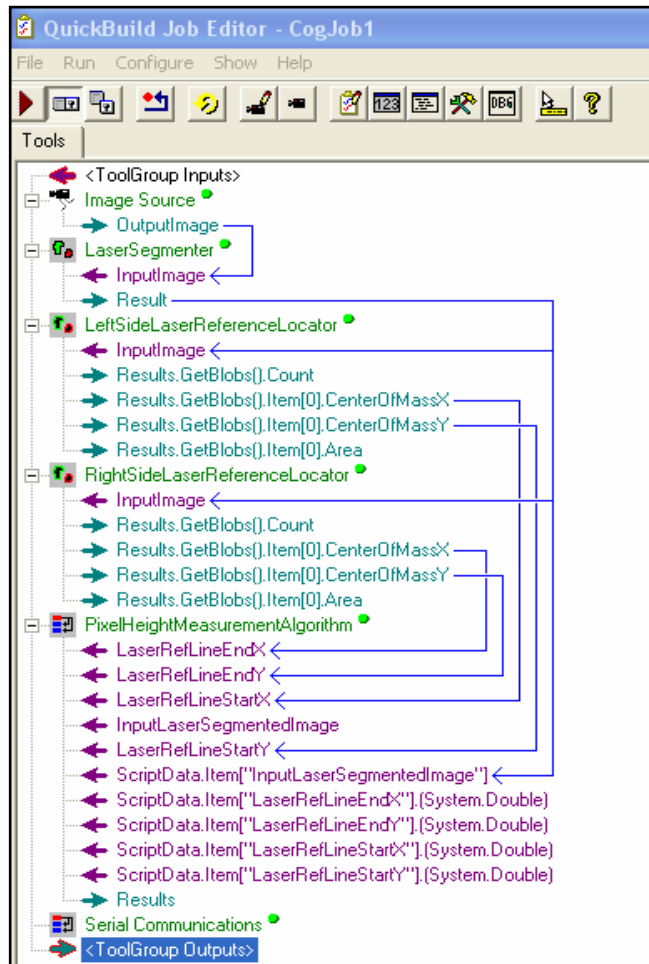 QuickBuild Job Editor - CogJob1
File Run Configure Show Help
123 DBG ?
Tools
<ToolGroup Inputs>
Image Source
OutputImage
LaserSegmenter
InputImage
Result
LeftSideLaserReferenceLocator
InputImage
Results.GetBlobs().Count
Results.GetBlobs().Item[0].CenterOfMassX
Results.GetBlobs().Item[0].CenterOfMassY
Results.GetBlobs().Item[0].Area
RightSideLaserReferenceLocator
InputImage
Results.GetBlobs().Count
Results.GetBlobs().Item[0].CenterOfMassX
Results.GetBlobs().Item[0].CenterOfMassY
Results.GetBlobs().Item[0].Area
PixelHeightMeasurementAlgorithm
LaserRefLineEndX
LaserRefLineEndY
LaserRefLineStartX
InputLaserSegmentedImage
LaserRefLineStartY
ScriptData.Item["InputLaserSegmentedImage"]
ScriptData.Item["LaserRefLineEndX"].(System.Double)
ScriptData.Item["LaserRefLineEndY"].(System.Double)
ScriptData.Item["LaserRefLineStartX"].(System.Double)
ScriptData.Item["LaserRefLineStartY"].(System.Double)
Results
Serial Communications
<ToolGroup Outputs>